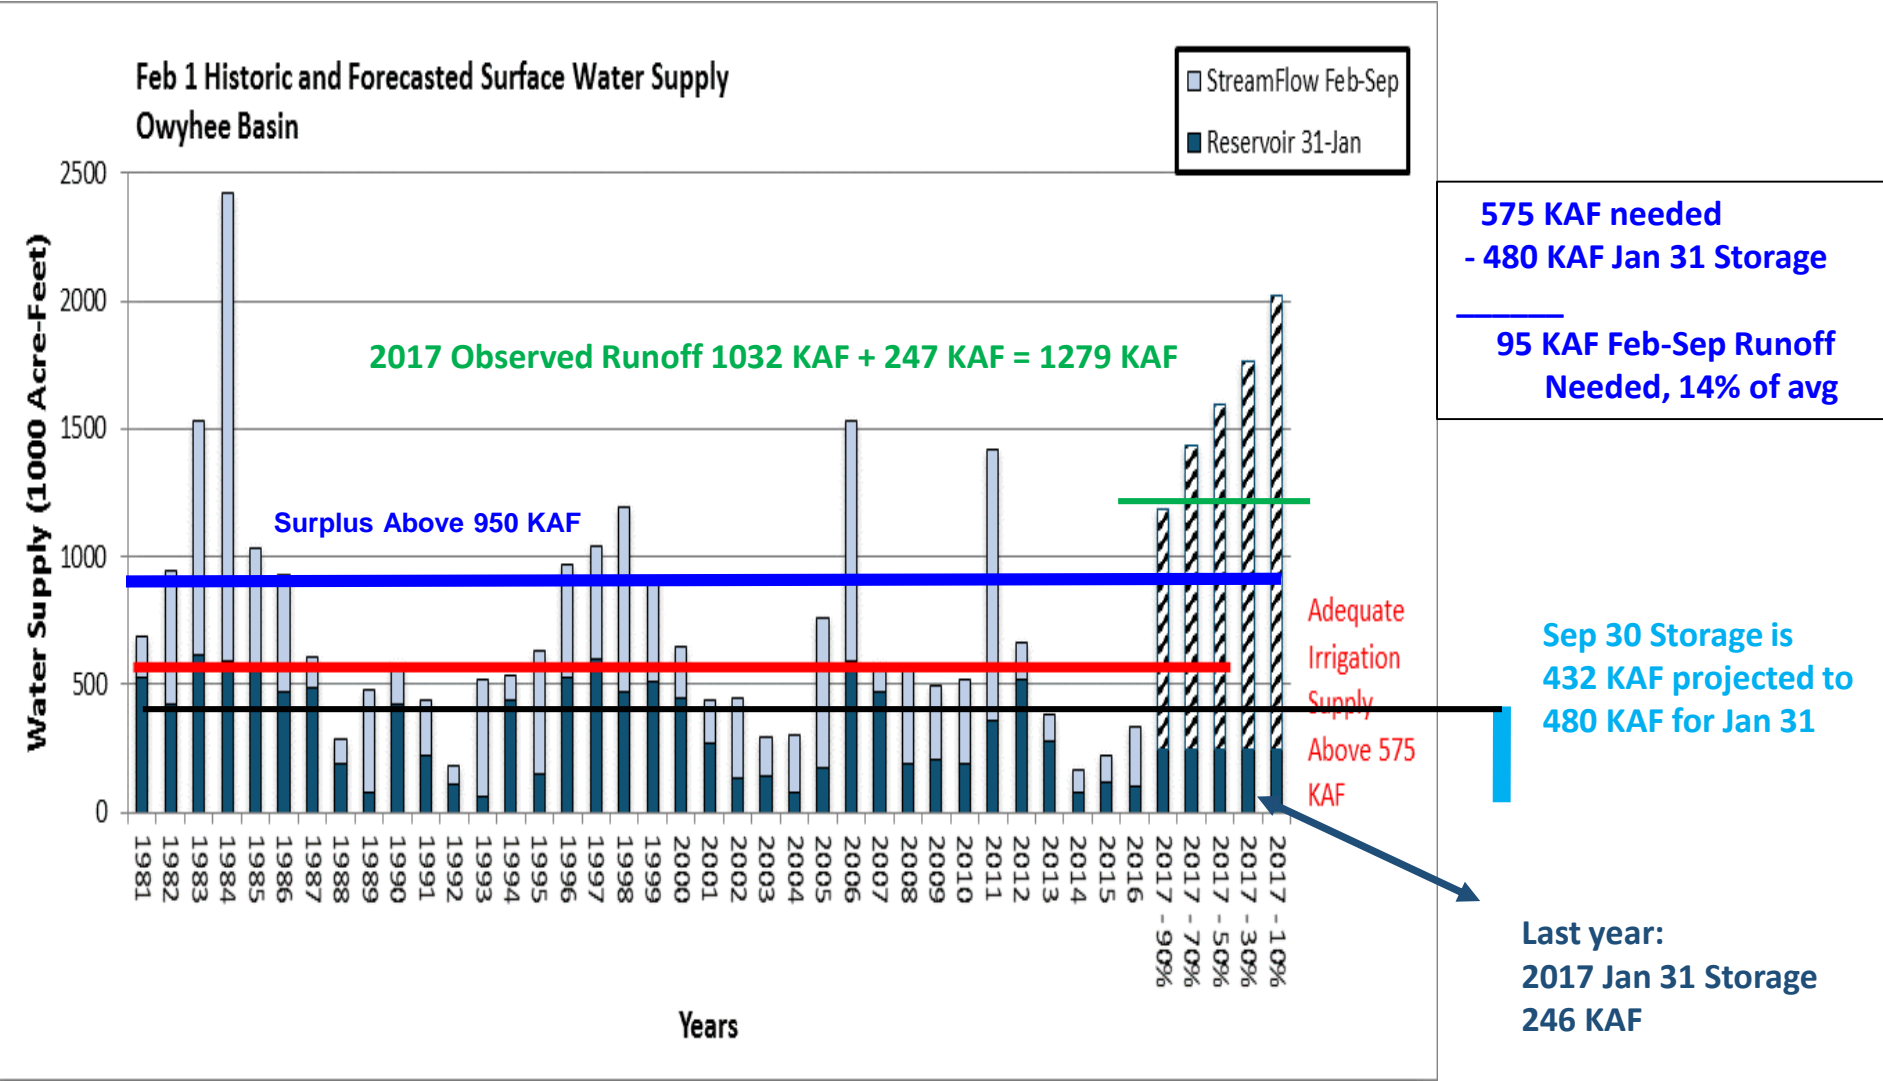 Feb 1 Historic and Forecasted Surface Water Supply
Owyhee Basin
StreamFlow Feb-Sep
Reservoir 31-Jan
Water Supply (1000 Acre-Feet)
2500
2000
1500
1000
500
0
2017 Observed Runoff 1032 KAF + 247 KAF = 1279 KAF
Surplus Above 950 KAF
575 KAF needed
- 480 KAF Jan 31 Storage
______
95 KAF Feb-Sep Runoff
Needed, 14% of avg
Adequate
Irrigation
Supply
Above 575
KAF
Sep 30 Storage is
432 KAF projected to
480 KAF for Jan 31
1981
1982
1983
1984
1985
1986
1987
1988
1989
1990
1991
1992
1993
1994
1995
1996
1997
1998
1999
2000
2001
2002
2003
2004
2005
2006
2007
2008
2009
2010
2011
2012
2013
2014
2015
2016
2017 - 90%
2017 - 70%
2017 - 50%
2017 - 30%
2017 - 10%
Years
Last year:
2017 Jan 31 Storage
246 KAF